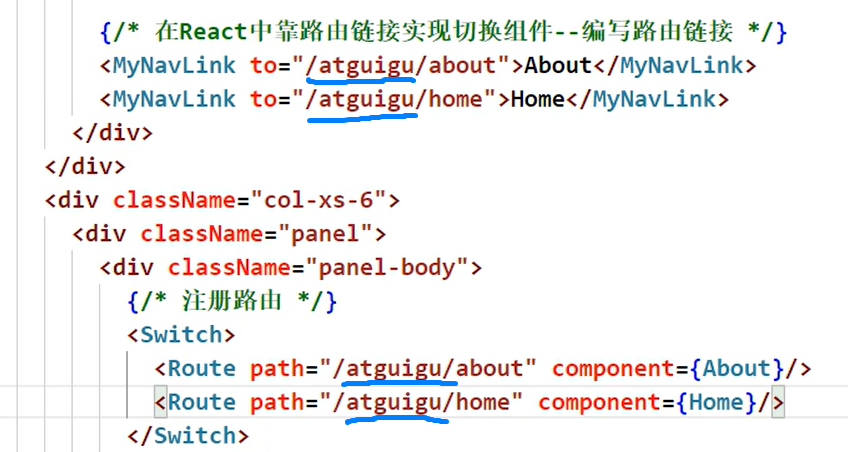 {/* 在React中靠路由链接实现切换组件--编写路由链接 */}
<MyNavLink to="/atguigu/about">About</MyNavLink>
<MyNavLink to="/atguigu/home">Home</MyNavLink>
</div>
</div>
<div className="col-xs-6">
<div className="panel">
<div className="panel-body">
{/* 注册路由 */}
<Switch>
<Route path="/atguigu/about" component={About}/>
<Route path="/atguigu/home" component={Home}/>
</Switch>